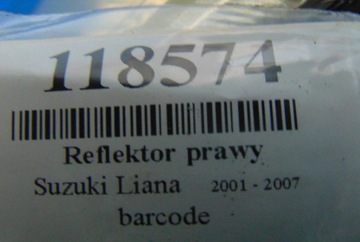 118574
Reflektor prawy
Suzuki Liana 2001 - 2007
barcode